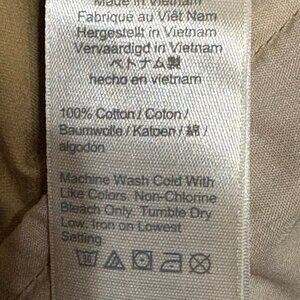 Made in Vietnam
Fabriqué au Viêt Nam
Hergestellt in Vietnam
Vervaardigd in Vietnam
ベトナム製
hecho en vietnam
100% Cotton / Coton /
Baumwolle / Katoen / 綿 /
algodón
Machine Wash Cold With
Like Colors. Non-Chlorine
Bleach Only. Tumble Dry
Low. Iron on Lowest
Setting.